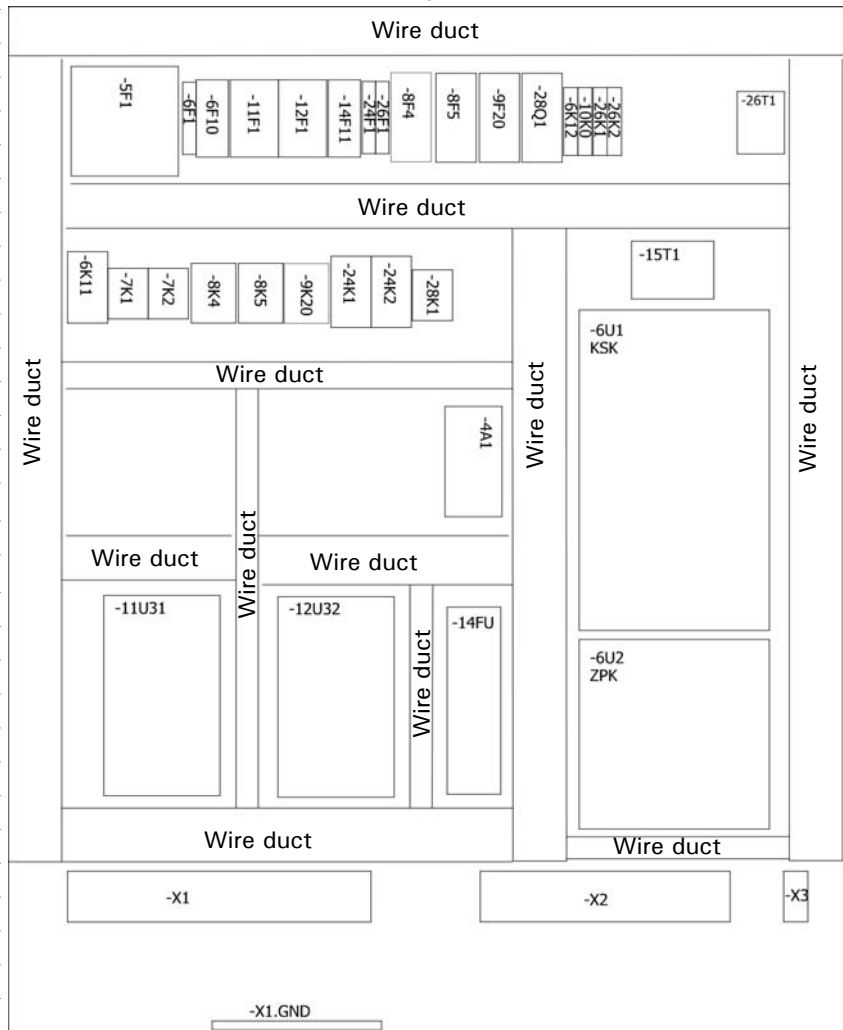 Wire duct
-5F1
-6F1
-6F10
-11F1
-12F1
-14F11
-24F1
-26F1
-8F4
-8F5
-9F20
-28Q1
-6K12
-10K0
-26K1
-26K2
-26T1
Wire duct
-6K11
-7K1
-7K2
-8K4
-8K5
-9K20
-24K1
-24K2
-28K1
-15T1
-6U1
KSK
Wire duct
Wire duct
Wire duct
Wire duct
-4A1
Wire duct
Wire duct
Wire duct
-11U31
-12U32
-14FU
Wire duct
-6U2
ZPK
Wire duct
Wire duct
-X1
-X2
-X3
-X1.GND